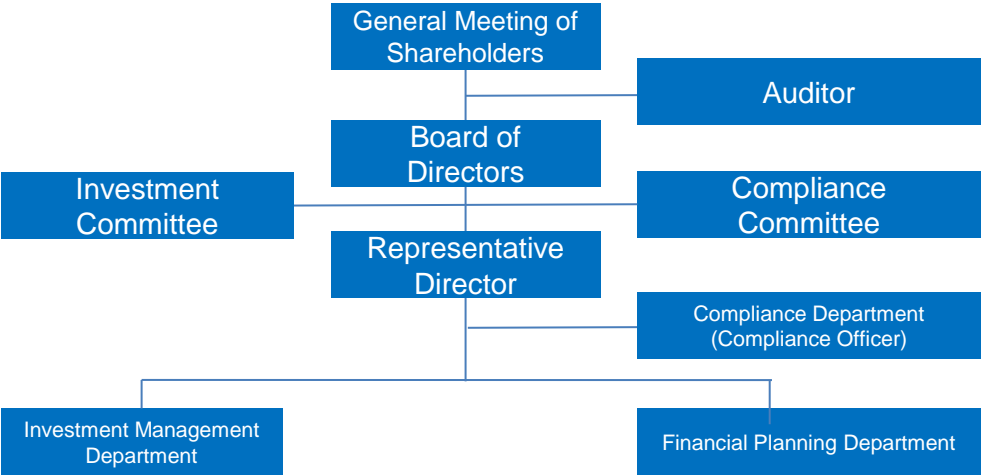 General Meeting of
Shareholders
Auditor
Board of
Directors
Investment
Committee
Compliance
Committee
Representative
Director
Compliance Department
(Compliance Officer)
Investment Management
Department
Financial Planning Department